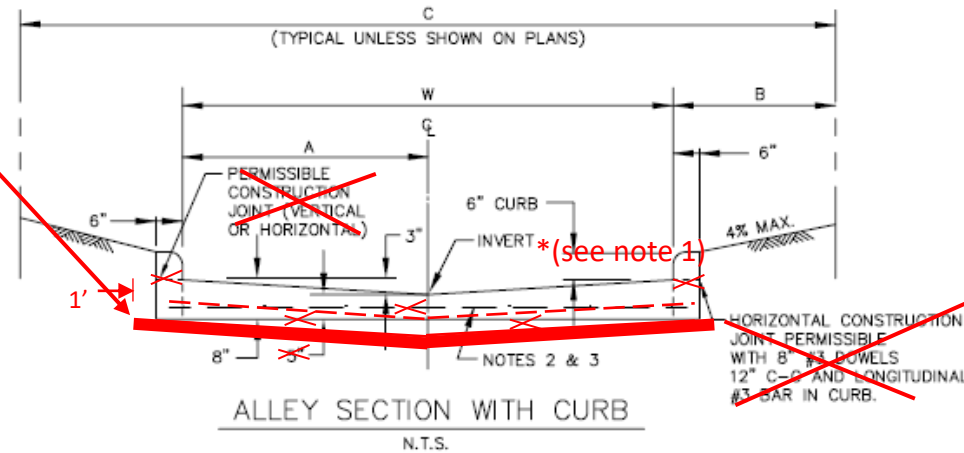 C
(TYPICAL UNLESS SHOWN ON PLANS)
W
B
C
L
A
6"
PERMISSIBLE
CONSTRUCTION
JOINT (VERTICAL
OR HORIZONTAL)
6"
3"
6" CURB
INVERT
*(see note 1)
4% MAX.
1'
8"
5"
NOTES 2 & 3
HORIZONTAL CONSTRUCTION
JOINT PERMISSIBLE
WITH 8" #3 DOWELS
12" C-C AND LONGITUDINAL
#3 BAR IN CURB.
ALLEY SECTION WITH CURB
N.T.S.